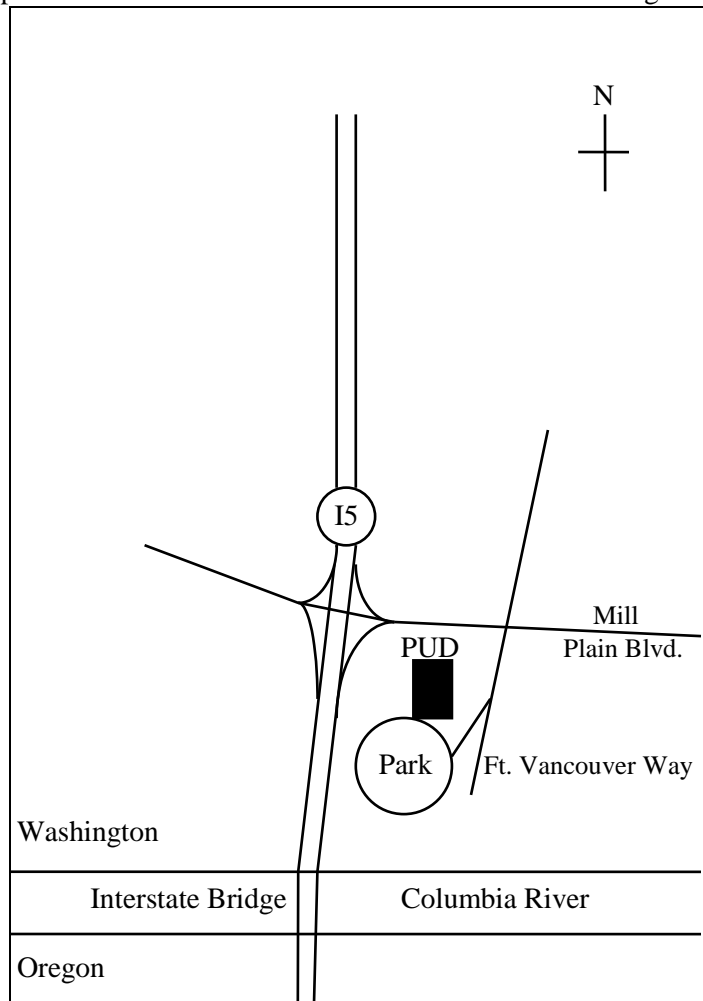 N
I5
Mill
Plain Blvd.
PUD
Park
Ft. Vancouver Way
Washington
Interstate Bridge
Columbia River
Oregon